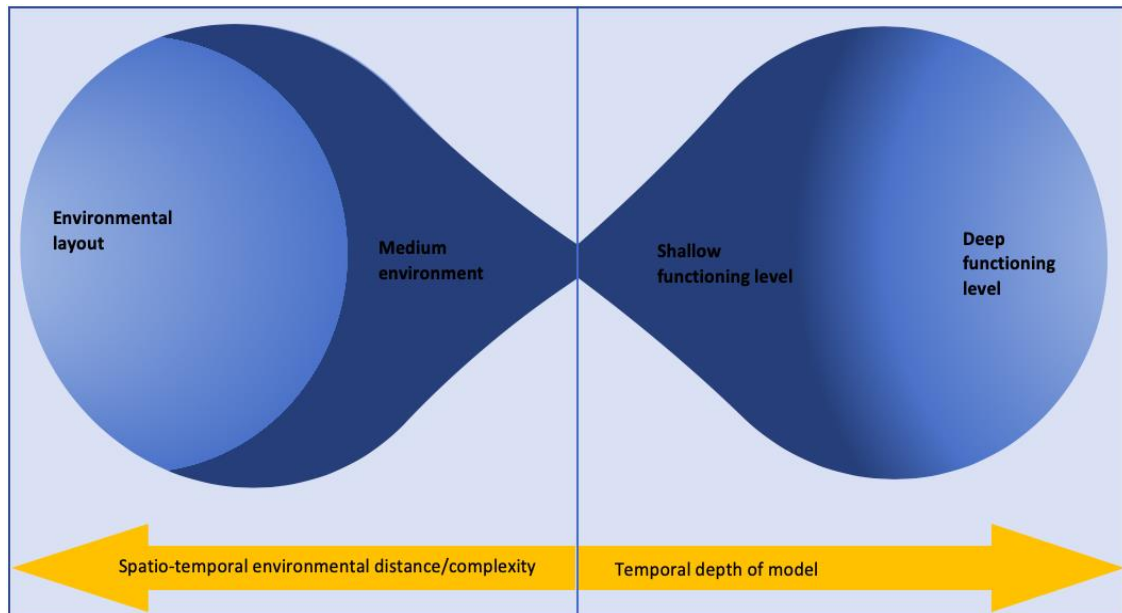 Environmental
layout
Medium
environment
Shallow
functioning level
Deep
functioning
level
Spatio-temporal environmental distance/complexity
Temporal depth of model